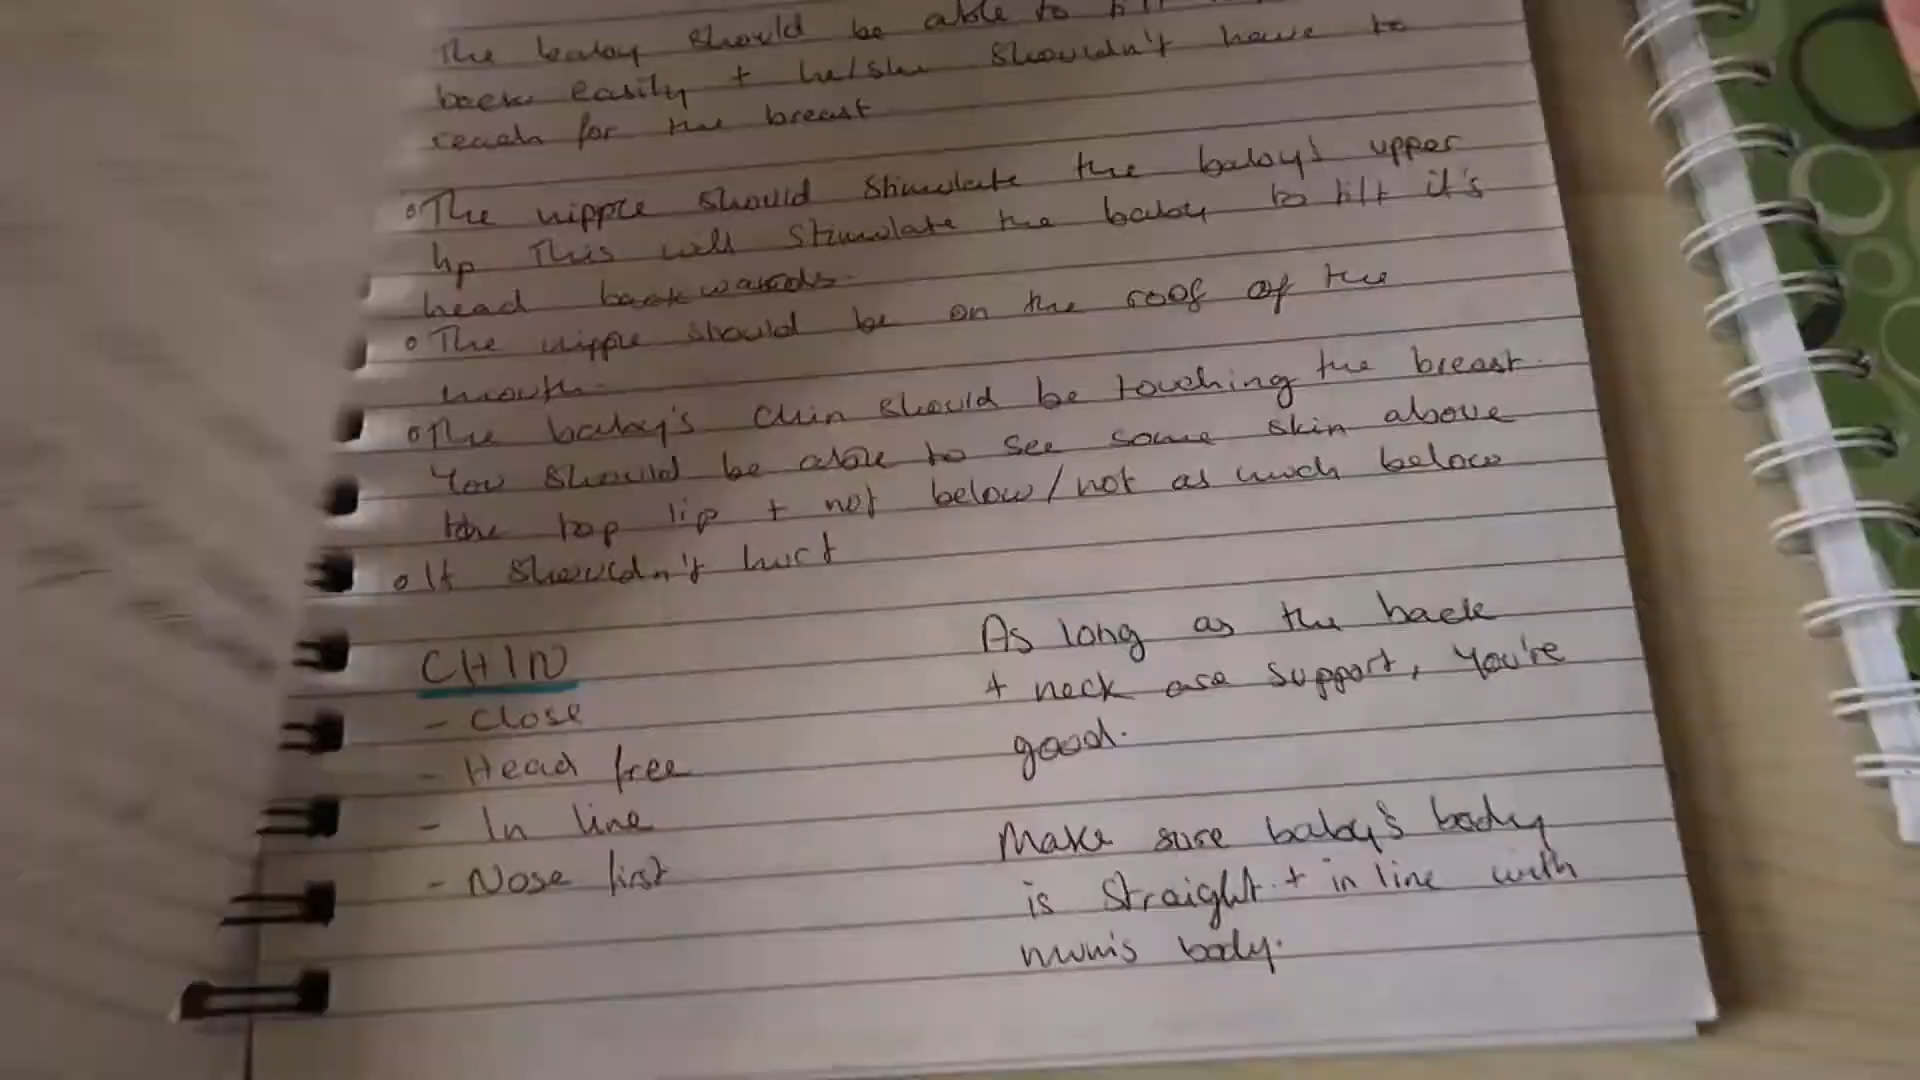 The baby should be able to tilt
back easily + he/she shouldn't have to
reach for the breast
The nipple should stimulate the baby's upper
lip This will stimulate the baby to tilt it's
head backwards.
The nipple should be on the roof of the
mouth.
The baby's chin should be touching the breast.
You should be able to see some skin above
the top lip + not below/not as much below
It shouldn't hurt
CHIN
- Close
- Head free
- In line
- Nose first
As long as the back
+ neck are support, you're
good.
Make sure baby's body
is straight + in line with
mum's body.